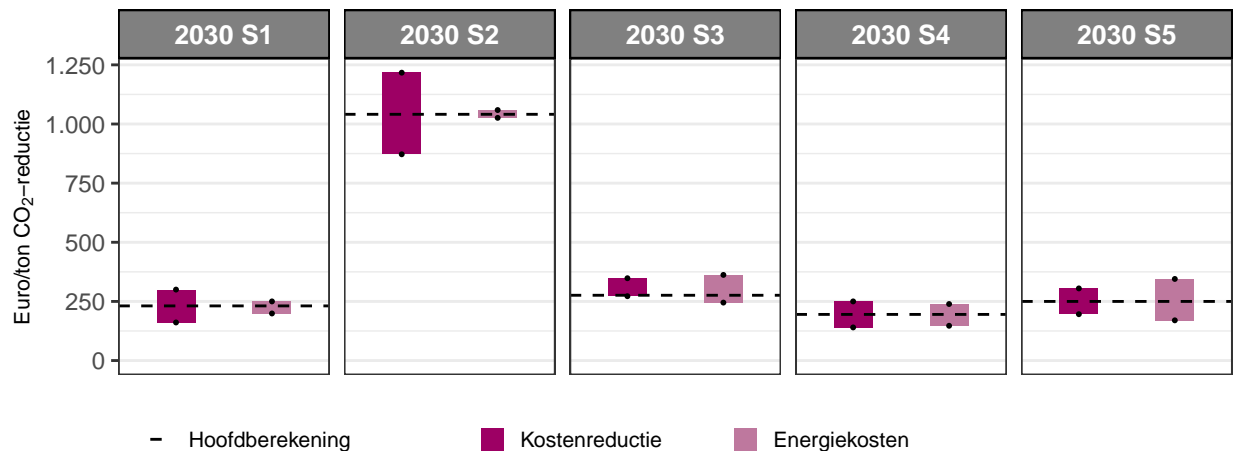 2030 S1 2030 S2 2030 S3 2030 S4 2030 S5
Euro/ton CO₂–reductie
1.250
1.000
750
500
250
0
Hoofdberekening Kostenreductie Energiekosten